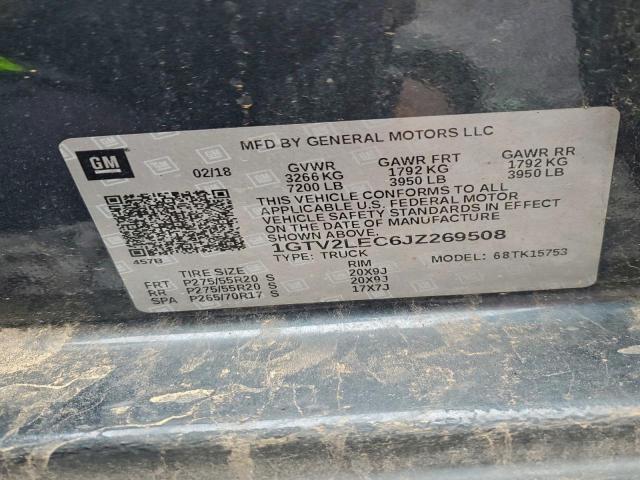 GM
MFD BY GENERAL MOTORS LLC
02/18
GVWR GAWR FRT GAWR RR
3266 KG 1792 KG 1792 KG
7200 LB 3950 LB 3950 LB
THIS VEHICLE CONFORMS TO ALL
APPLICABLE U.S. FEDERAL MOTOR
VEHICLE SAFETY STANDARDS IN EFFECT
ON THE DATE OF MANUFACTURE
SHOWN ABOVE.
1GTV2LEC6JZ269508
TYPE: TRUCK MODEL: 68TK15753
457B
TIRE SIZE RIM
FRT P275/55R20 S 20X9J
RR P275/55R20 S 20X9J
SPA P265/70R17 S 17X7J